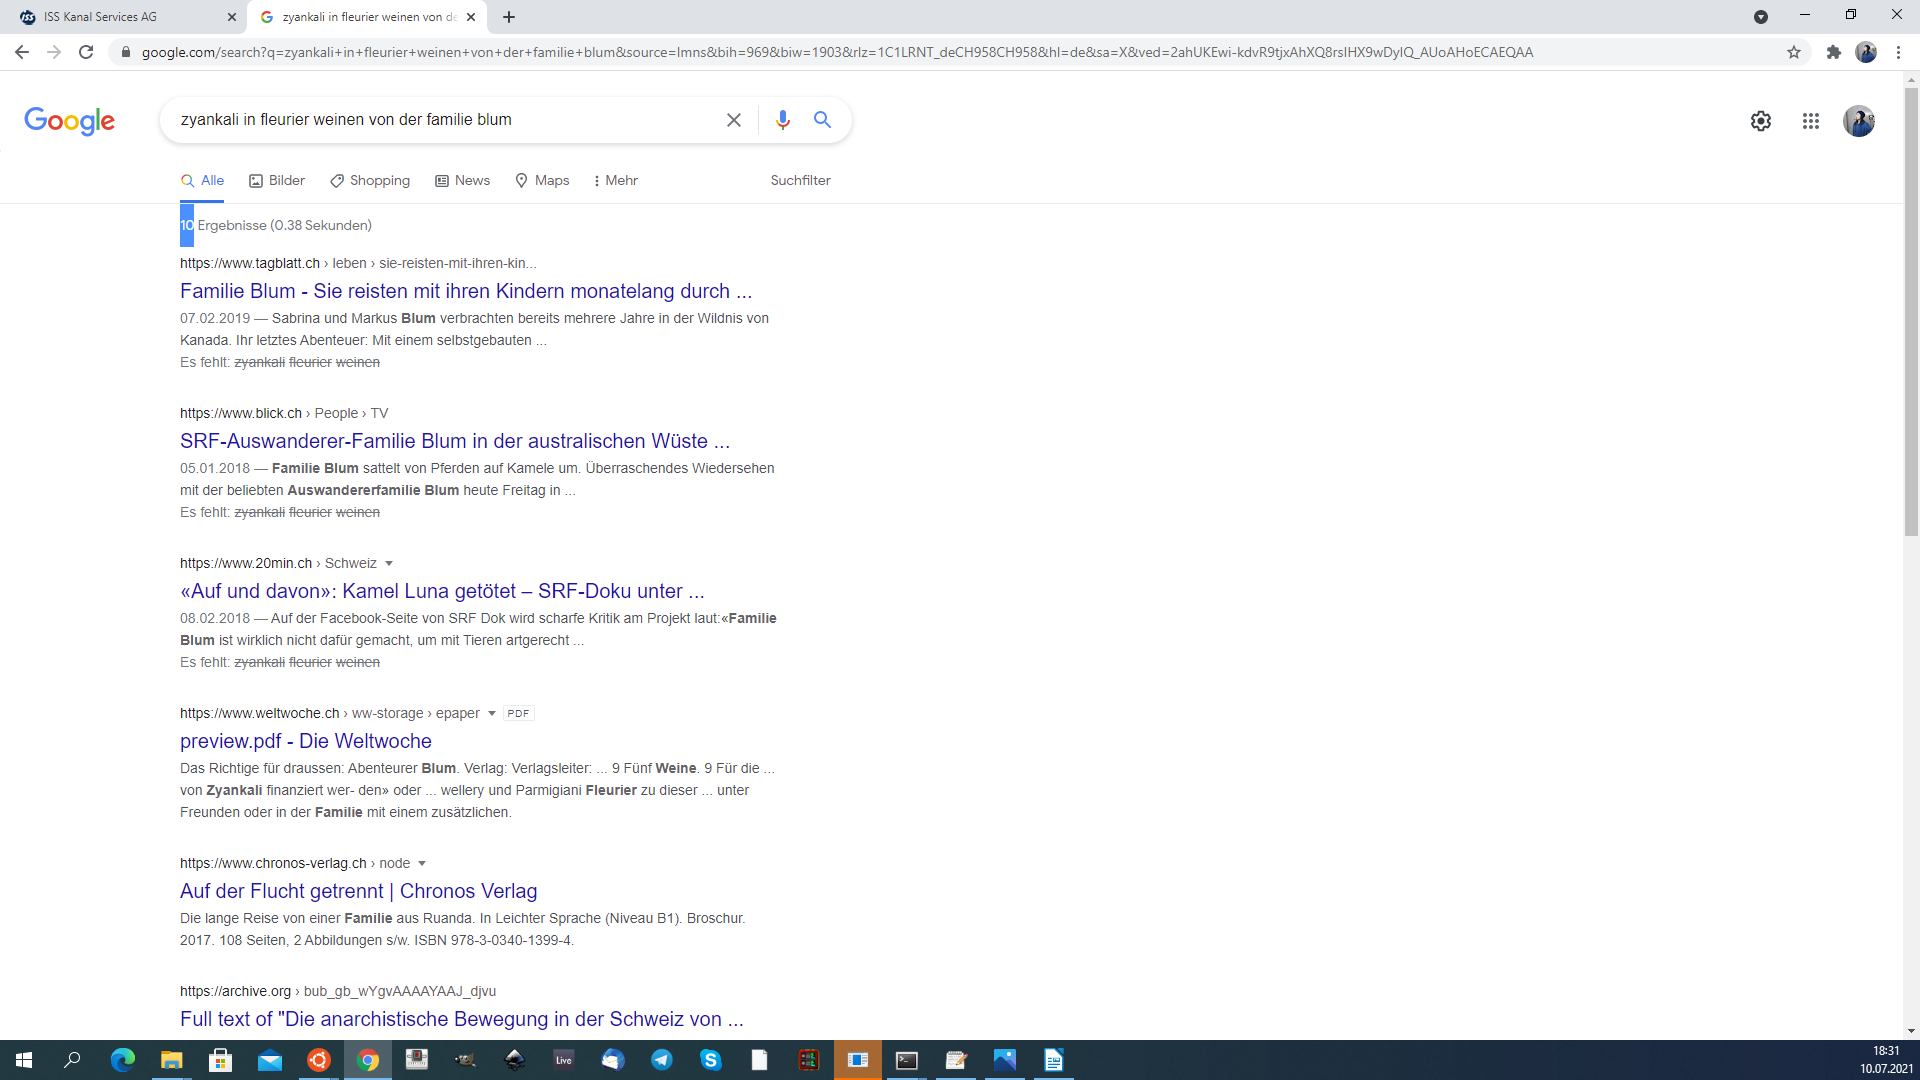 ISS Kanal Services AG
zyankali in fleurier weinen von de
google.com/search?q=zyankali+in+fleurier+weinen+von+der+familie+blum&source=lmns&bih=969&biw=1903&rlz=1C1LRNT_deCH958CH958&hl=de&sa=X&ved=2ahUKEwi-kdvR9tjxAhXQ8rsIHX9wDyIQ_AUoAHoECAEQAA
Google
zyankali in fleurier weinen von der familie blum
Alle
Bilder
Shopping
News
Maps
Mehr
Suchfilter
10 Ergebnisse (0.38 Sekunden)
https://www.tagblatt.ch › leben › sie-reisten-mit-ihren-kin...
Familie Blum - Sie reisten mit ihren Kindern monatelang durch ...
07.02.2019 — Sabrina und Markus Blum verbrachten bereits mehrere Jahre in der Wildnis von
Kanada. Ihr letztes Abenteuer: Mit einem selbstgebauten ...
Es fehlt: zyankali fleurier weinen
https://www.blick.ch › People › TV
SRF-Auswanderer-Familie Blum in der australischen Wüste ...
05.01.2018 — Familie Blum sattelt von Pferden auf Kamele um. Überraschendes Wiedersehen
mit der beliebten Auswandererfamilie Blum heute Freitag in ...
Es fehlt: zyankali fleurier weinen
https://www.20min.ch › Schweiz
«Auf und davon»: Kamel Luna getötet – SRF-Doku unter ...
08.02.2018 — Auf der Facebook-Seite von SRF Dok wird scharfe Kritik am Projekt laut:«Familie
Blum ist wirklich nicht dafür gemacht, um mit Tieren artgerecht ...
Es fehlt: zyankali fleurier weinen
https://www.weltwoche.ch › ww-storage › epaper PDF
preview.pdf - Die Weltwoche
Das Richtige für draussen: Abenteurer Blum. Verlag: Verlagsleiter: ... 9 Fünf Weine. 9 Für die ...
von Zyankali finanziert wer- den» oder ... wellery und Parmigiani Fleurier zu dieser ... unter
Freunden oder in der Familie mit einem zusätzlichen.
https://www.chronos-verlag.ch › node
Auf der Flucht getrennt | Chronos Verlag
Die lange Reise von einer Familie aus Ruanda. In Leichter Sprache (Niveau B1). Broschur.
2017. 108 Seiten, 2 Abbildungen s/w. ISBN 978-3-0340-1399-4.
https://archive.org › bub_gb_wYgvAAAAYAAJ_djvu
Full text of "Die anarchistische Bewegung in der Schweiz von ...
Live
18:31
10.07.2021